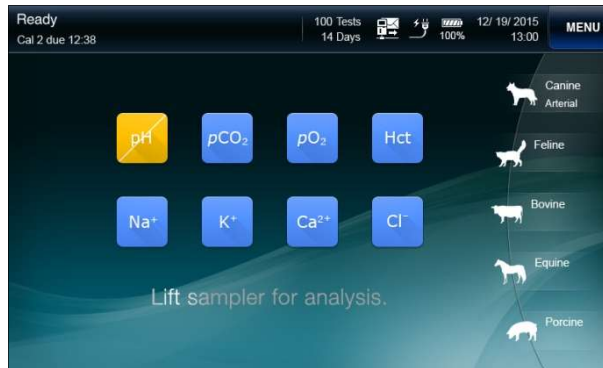 Ready
Cal 2 due 12:38
100 Tests
14 Days
100%
12/ 19/ 2015
13:00
MENU
pH
pCO₂
pO₂
Hct
Na⁺
K⁺
Ca²⁺
Cl⁻
Lift sampler for analysis.
Canine
Arterial
Feline
Bovine
Equine
Porcine